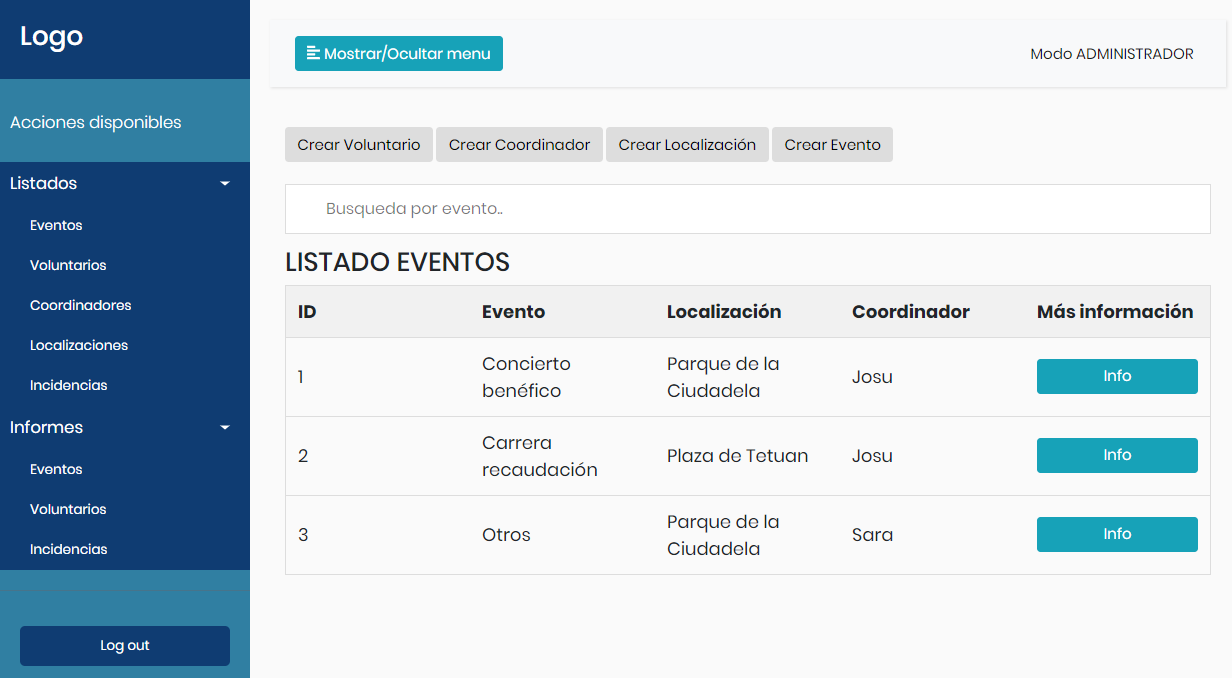 Logo
Acciones disponibles
Listados
Eventos
Voluntarios
Coordinadores
Localizaciones
Incidencias
Informes
Eventos
Voluntarios
Incidencias
Log out
Mostrar/Ocultar menu
Modo ADMINISTRADOR
Crear Voluntario Crear Coordinador Crear Localización Crear Evento
Busqueda por evento..
LISTADO EVENTOS
ID Evento Localización Coordinador Más información
1 Concierto benéfico Parque de la Ciudadela Josu Info
2 Carrera recaudación Plaza de Tetuan Josu Info
3 Otros Parque de la Ciudadela Sara Info